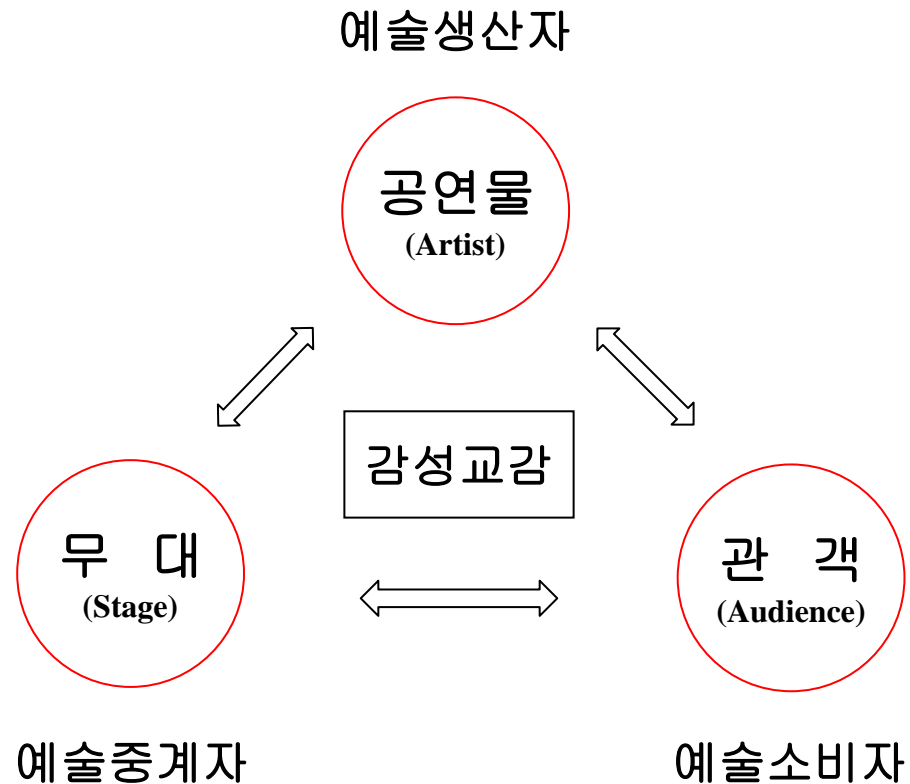 예술생산자
공연물
(Artist)
감성교감
무 대
(Stage)
관 객
(Audience)
예술중계자
예술소비자